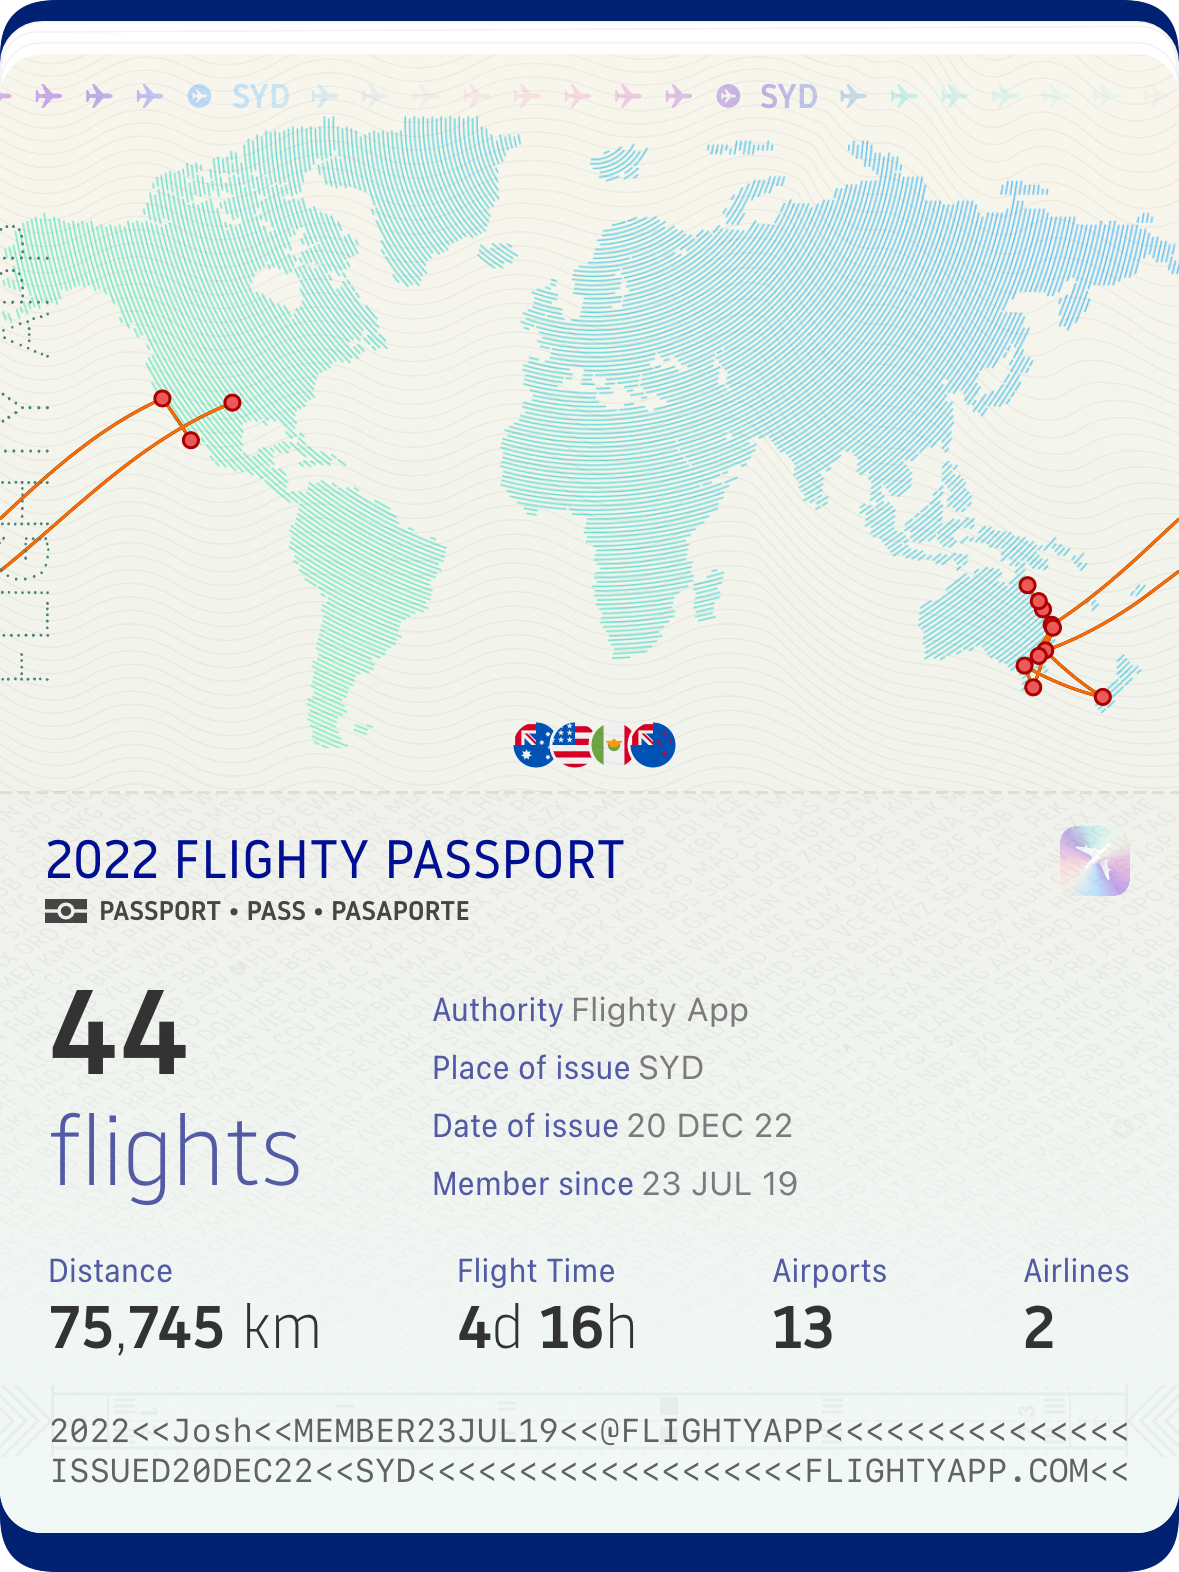 SYD SYD
FLIGHTY APP
2022 FLIGHTY PASSPORT
PASSPORT • PASS • PASAPORTE
44
flights
Authority Flighty App
Place of issue SYD
Date of issue 20 DEC 22
Member since 23 JUL 19
Distance Flight Time Airports Airlines
75,745 km 4d 16h 13 2
2022<<Josh<<MEMBER23JUL19<<@FLIGHTYAPP<<<<<<<<<<<<<<<
ISSUED20DEC22<<SYD<<<<<<<<<<<<<<<<<<<FLIGHTYAPP.COM<<